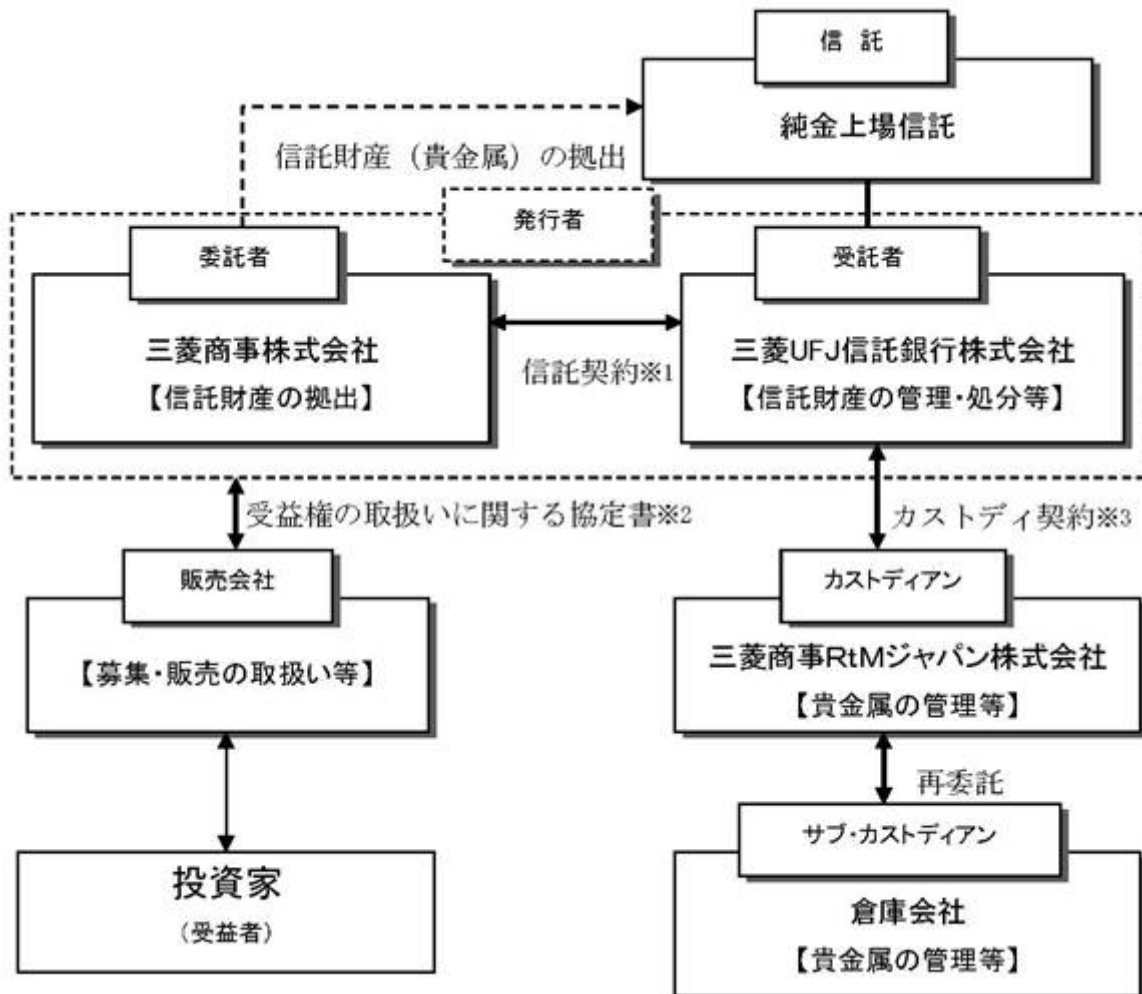 信託
純金上場信託
信託財産（貴金属）の拠出
発行者
委託者
三菱商事株式会社
【信託財産の拠出】
信託契約※1
受託者
三菱UFJ信託銀行株式会社
【信託財産の管理・処分等】
受益権の取扱いに関する協定書※2
カストディ契約※3
販売会社
【募集・販売の取扱い等】
カストディアン
三菱商事RtMジャパン株式会社
【貴金属の管理等】
再委託
投資家
（受益者）
サブ・カストディアン
倉庫会社
【貴金属の管理等】